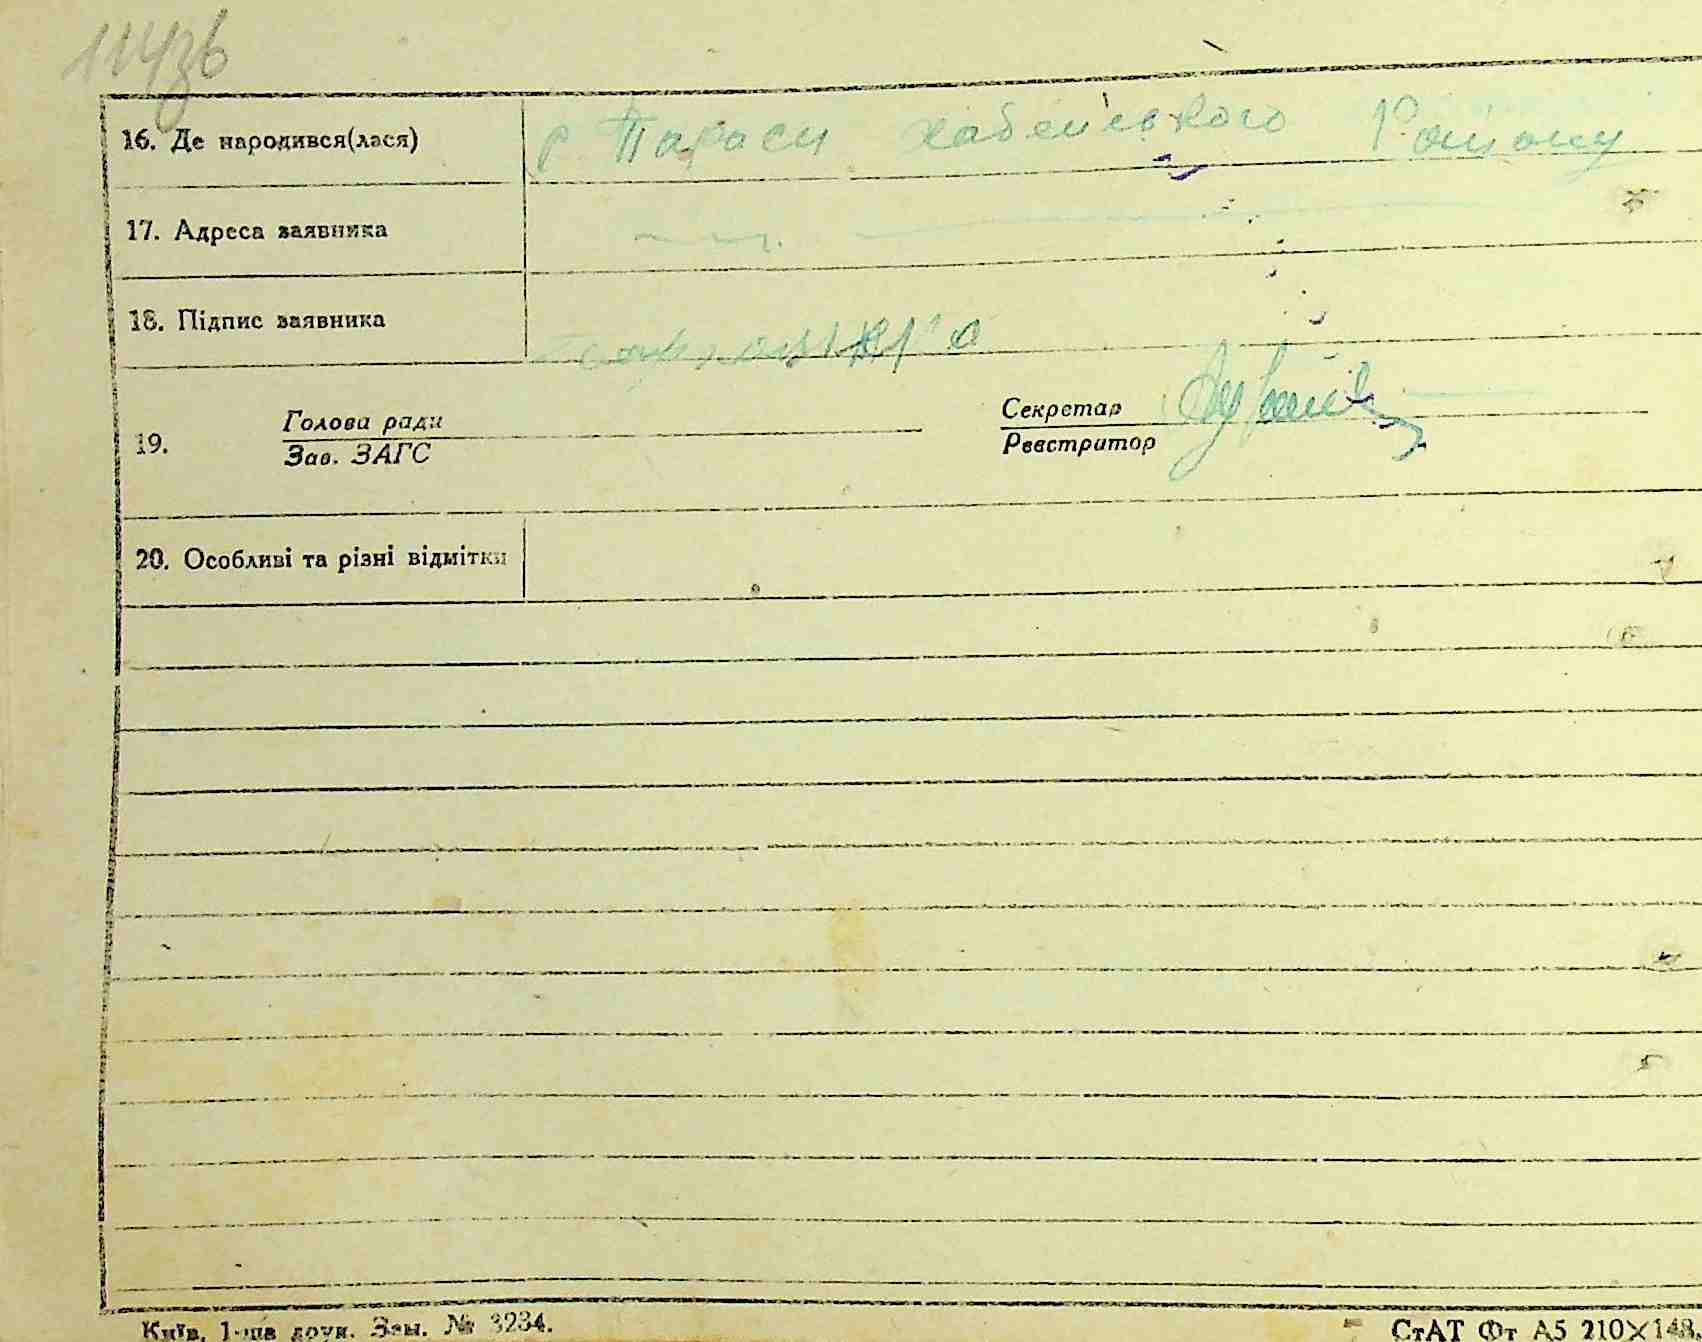 114зв
16. Де народився(лася) с Тараси хабенського Району
17. Адреса заявника
18. Підпис заявника
19. Голова ради
Зав. ЗАГС
Секретар
Реєстратор
20. Особливі та різні відмітки
Київ, 1-ша друк. Зам. № 3234.
СтАТ Фт А5 210×148.